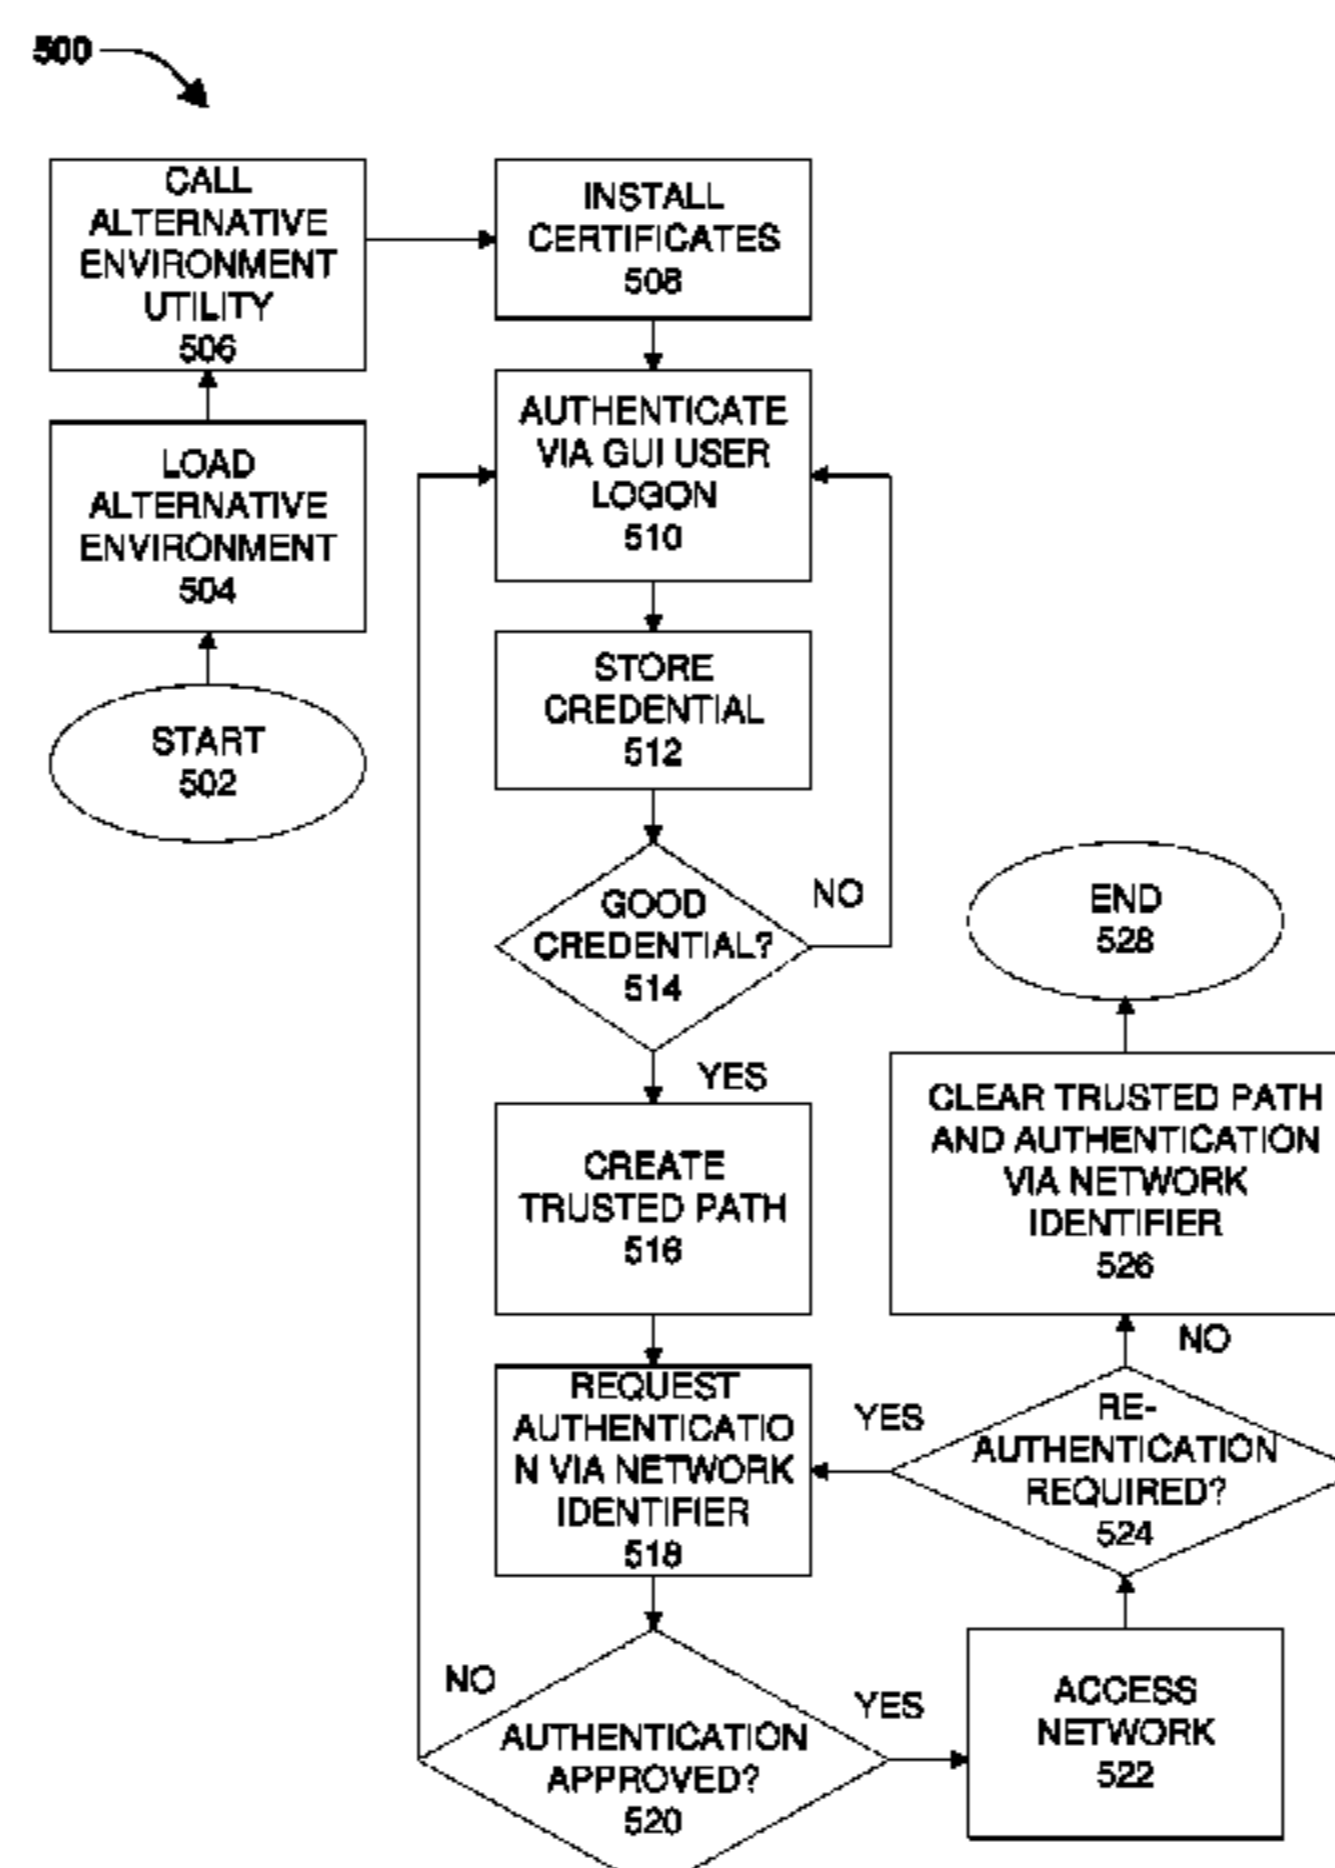 500
CALL
ALTERNATIVE
ENVIRONMENT
UTILITY
506
INSTALL
CERTIFICATES
508
LOAD
ALTERNATIVE
ENVIRONMENT
504
AUTHENTICATE
VIA GUI USER
LOGON
510
START
502
STORE
CREDENTIAL
512
GOOD
CREDENTIAL?
514
NO
YES
END
528
CREATE
TRUSTED PATH
516
CLEAR TRUSTED PATH
AND AUTHENTICATION
VIA NETWORK
IDENTIFIER
526
NO
REQUEST
AUTHENTICATIO
N VIA NETWORK
IDENTIFIER
518
YES
RE-
AUTHENTICATION
REQUIRED?
524
NO
YES
AUTHENTICATION
APPROVED?
520
ACCESS
NETWORK
522